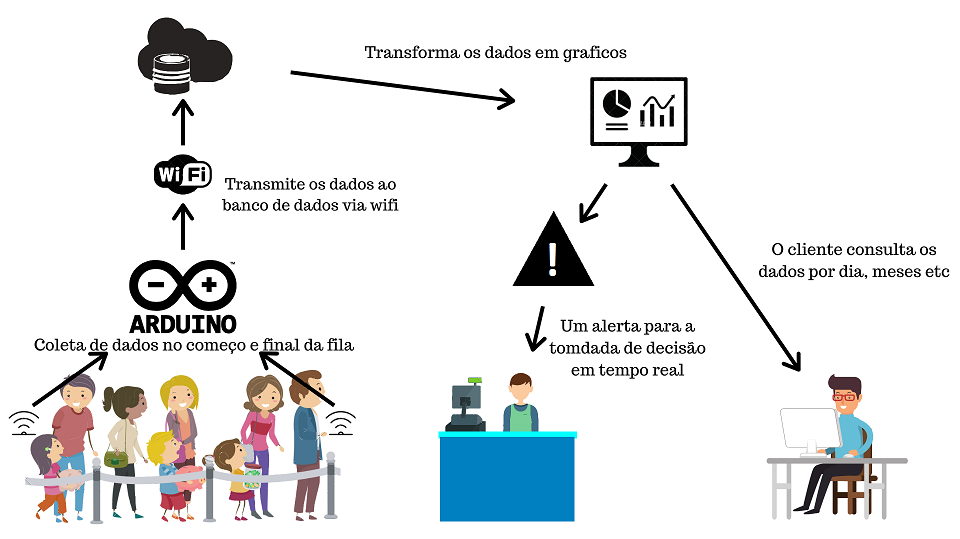 Transforma os dados em graficos
WiFi
Transmite os dados ao
banco de dados via wifi
ARDUINO
™
Coleta de dados no começo e final da fila
!
Um alerta para a
tomdada de decisão
em tempo real
O cliente consulta os
dados por dia, meses etc